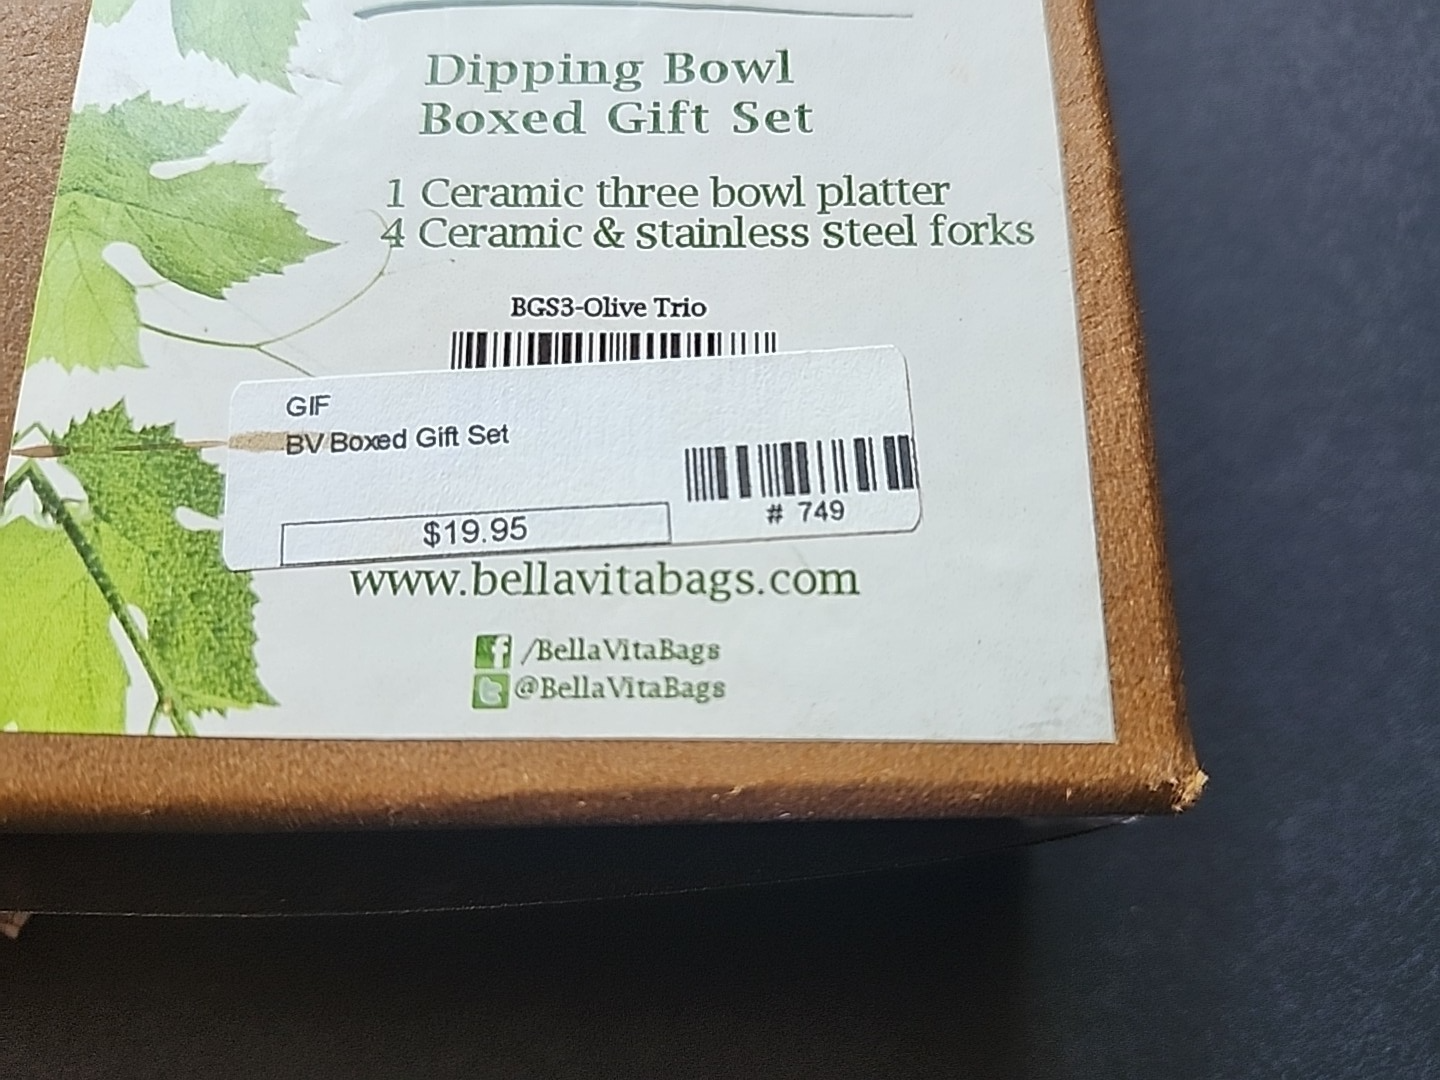 Dipping Bowl
Boxed Gift Set
1 Ceramic three bowl platter
4 Ceramic & stainless steel forks
BGS3-Olive Trio
GIF
BV Boxed Gift Set
$19.95
# 749
www.bellavitabags.com
/BellaVitaBags
@BellaVitaBags